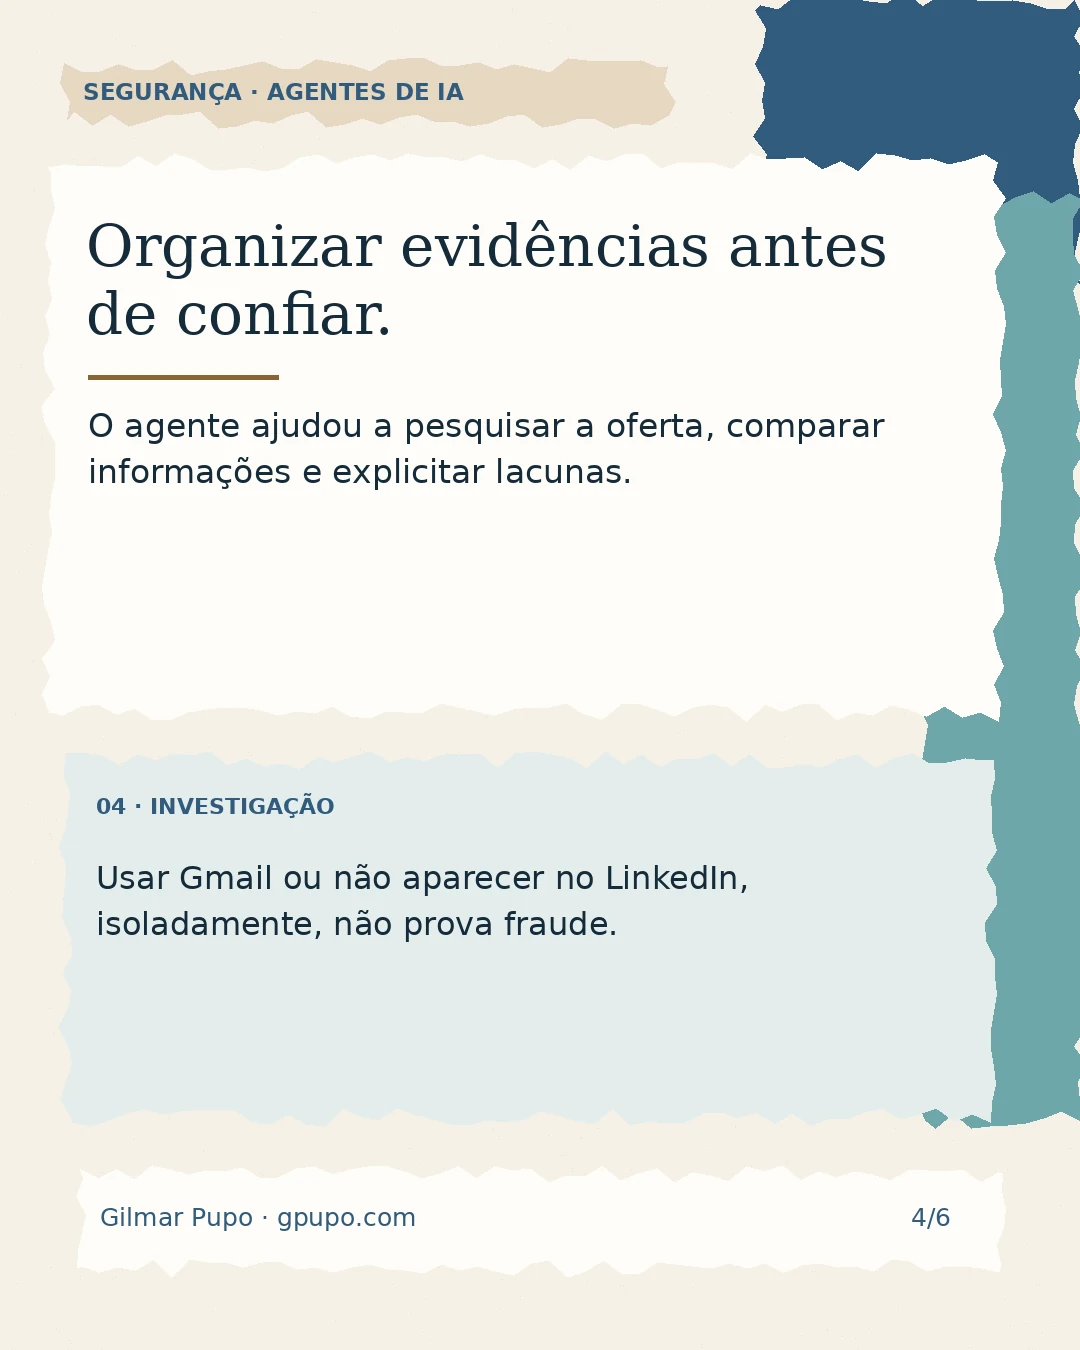 SEGURANÇA · AGENTES DE IA
Organizar evidências antes
de confiar.
O agente ajudou a pesquisar a oferta, comparar
informações e explicitar lacunas.
04 · INVESTIGAÇÃO
Usar Gmail ou não aparecer no LinkedIn,
isoladamente, não prova fraude.
Gilmar Pupo · gpupo.com
4/6